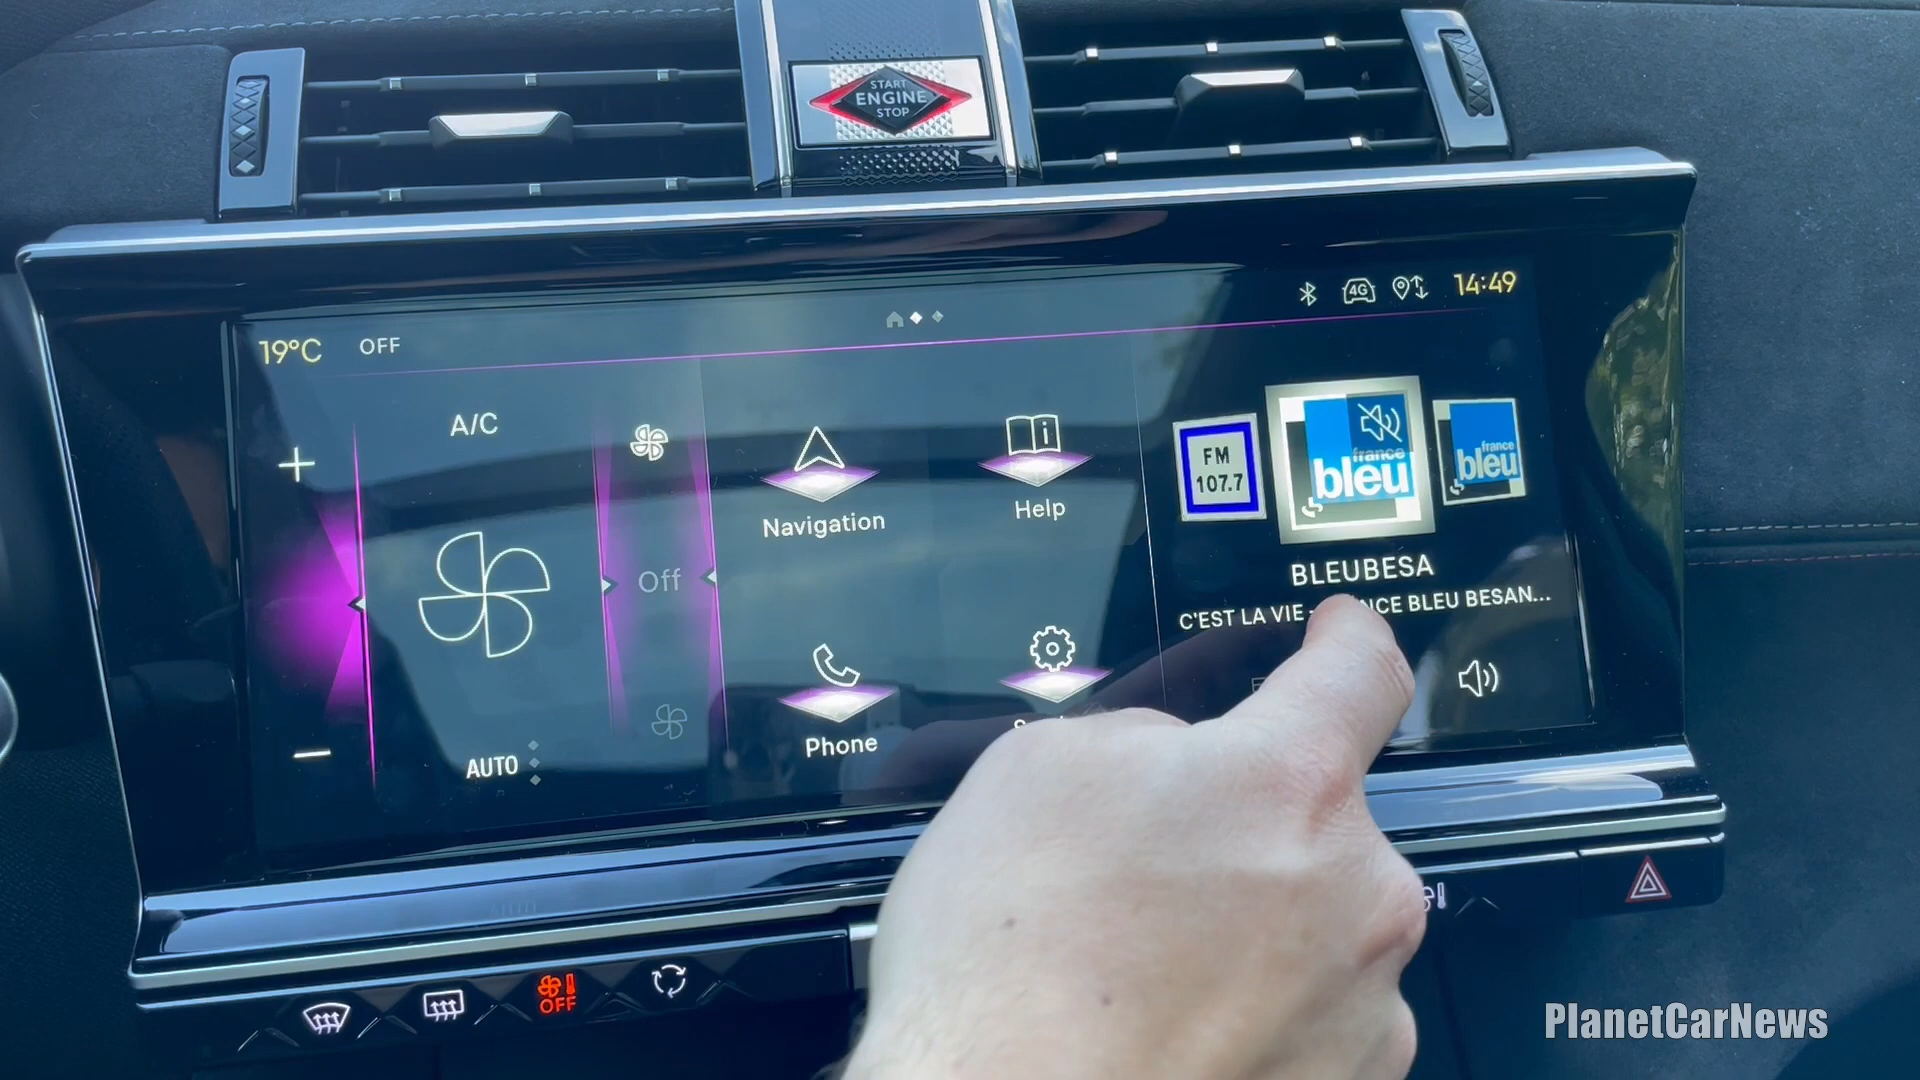 START
ENGINE
STOP
4G
14:49
19°C OFF
A/C
Off
AUTO
Navigation
Help
Phone
FM
107.7
france
bleu
france
bleu
BLEUBESA
C'EST LA VIE - BLEU BESAN...
OFF
PlanetCarNews